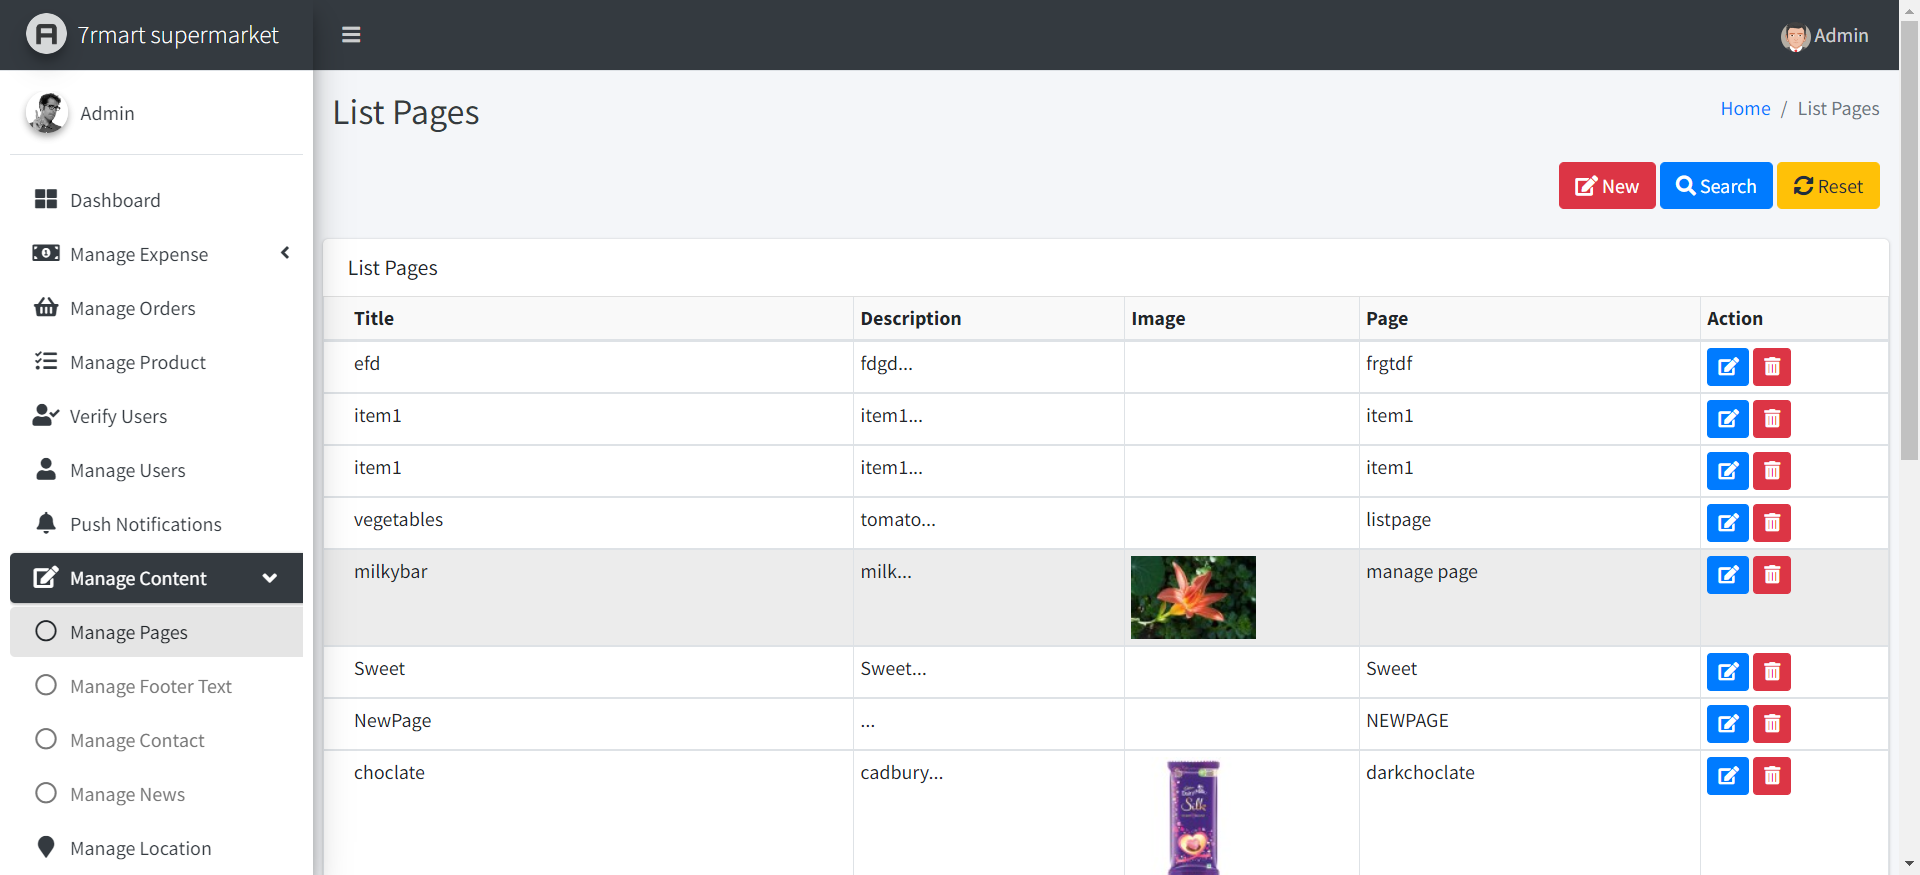 7rmart supermarket
Admin
Admin
List Pages
Home / List Pages
Dashboard
Manage Expense
Manage Orders
Manage Product
Verify Users
Manage Users
Push Notifications
Manage Content
Manage Pages
Manage Footer Text
Manage Contact
Manage News
Manage Location
New Search Reset
List Pages
Title Description Image Page Action
efd fdgd... frgtdf
item1 item1... item1
item1 item1... item1
vegetables tomato... listpage
milkybar milk... manage page
Sweet Sweet... Sweet
NewPage ... NEWPAGE
choclate cadbury... darkchoclate
Silk